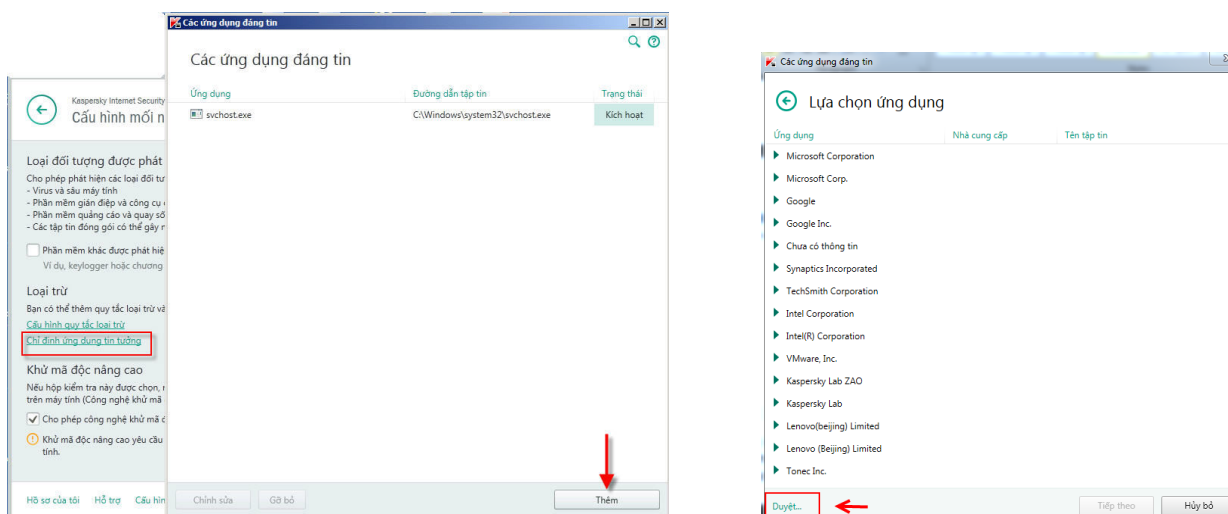 Kaspersky Internet Security
Cấu hình mối n
Loại đối tượng được phát
Cho phép phát hiện các loại đối tư
- Virus và sâu máy tính
- Phần mềm gián điệp và công cụ
- Phần mềm quảng cáo và quay số
- Các tập tin đóng gói có thể gây n
Phần mềm khác được phát hiệ
Ví dụ, keylogger hoặc chương
Loại trừ
Bạn có thể thêm quy tắc loại trừ và
Cấu hình quy tắc loại trừ
Chỉ định ứng dụng tin tưởng
Khử mã độc nâng cao
Nếu hộp kiểm tra này được chọn,
trên máy tính (Công nghệ khử mã
Cho phép công nghệ khử mã đ
Khử mã độc nâng cao yêu cầu
tính.
Hồ sơ của tôi Hỗ trợ Cấu hìn
Các ứng dụng đáng tin
Các ứng dụng đáng tin
Ứng dụng Đường dẫn tập tin Trạng thái
svchost.exe C:\Windows\system32\svchost.exe Kích hoạt
Chỉnh sửa Gỡ bỏ Thêm
Các ứng dụng đáng tin
Lựa chọn ứng dụng
Ứng dụng Nhà cung cấp Tên tập tin
Microsoft Corporation
Microsoft Corp.
Google
Google Inc.
Chưa có thông tin
Synaptics Incorporated
TechSmith Corporation
Intel Corporation
Intel(R) Corporation
VMware, Inc.
Kaspersky Lab ZAO
Kaspersky Lab
Lenovo(beijing) Limited
Lenovo (Beijing) Limited
Tonec Inc.
Duyệt... Tiếp theo Hủy bỏ